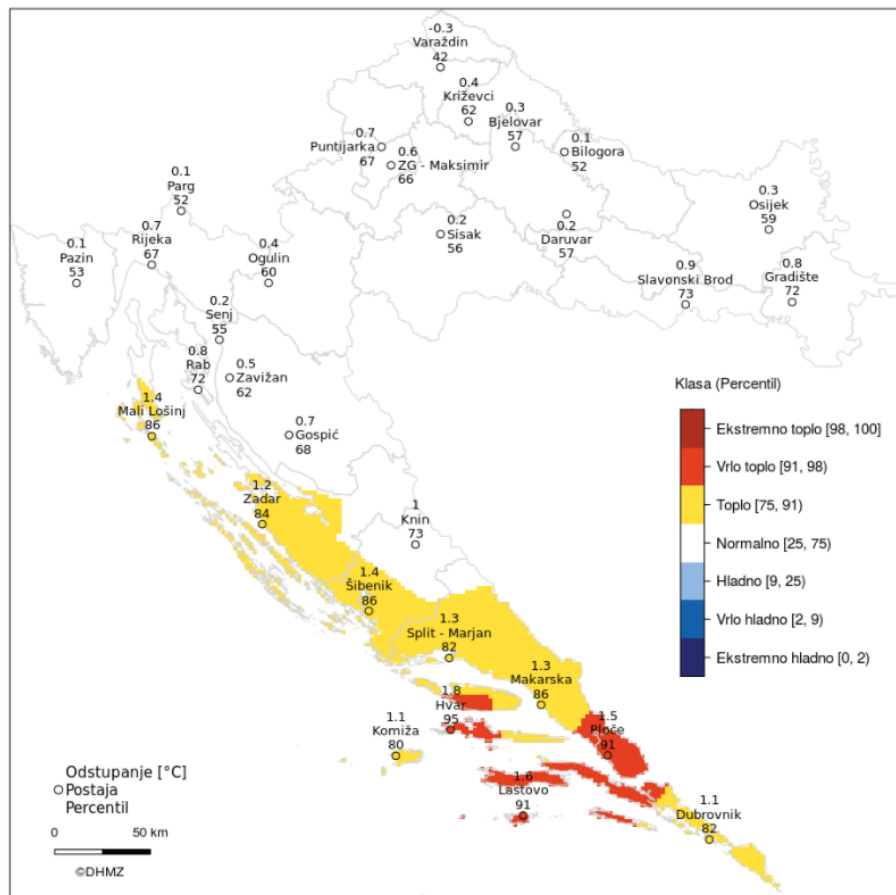 -0.3
Varaždin
42
0.4
Križevci
62
0.3
Bjelovar
57
0.7
Puntijarka
67
0.6
ZG - Maksimir
66
0.1
Bilogora
52
0.1
Parg
52
0.3
Osijek
59
0.7
Rijeka
67
0.1
Pazin
53
0.4
Ogulin
60
0.2
Sisak
56
0.2
Daruvar
57
0.9
Slavonski Brod
73
0.8
Gradište
72
0.2
Senj
55
0.8
Rab
72
0.5
Zavižan
62
1.4
Mali Lošinj
86
0.7
Gospić
68
1.2
Zadar
84
1
Knin
73
1.4
Šibenik
86
1.3
Split - Marjan
82
1.3
Makarska
86
1.8
Hvar
95
1.1
Komiža
80
1.5
Ploče
91
1.6
Lastovo
91
1.1
Dubrovnik
82
Klasa (Percentil)
Ekstremno toplo [98, 100]
Vrlo toplo [91, 98)
Toplo [75, 91)
Normalno [25, 75)
Hladno [9, 25)
Vrlo hladno [2, 9)
Ekstremno hladno [0, 2)
Odstupanje [°C]
Postaja
Percentil
0 50 km
©DHMZ